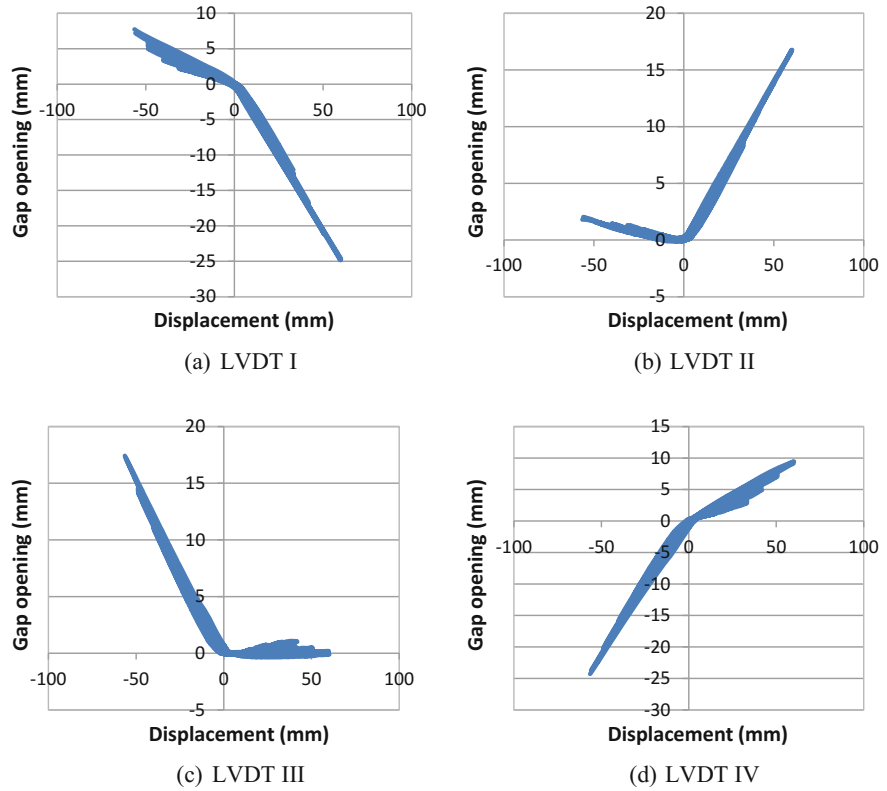 10
5
0
-100 -50 0 50 100
-5
-10
-15
-20
-25
-30
Gap opening (mm)
Displacement (mm)
(a) LVDT I
20
15
10
5
0
-100 -50 0 50 100
-5
Gap opening (mm)
Displacement (mm)
(b) LVDT II
20
15
10
5
0
-100 -50 0 50 100
-5
Gap opening (mm)
Displacement (mm)
(c) LVDT III
15
10
5
0
-100 -50 0 50 100
-5
-10
-15
-20
-25
-30
Gap opening (mm)
Displacement (mm)
(d) LVDT IV